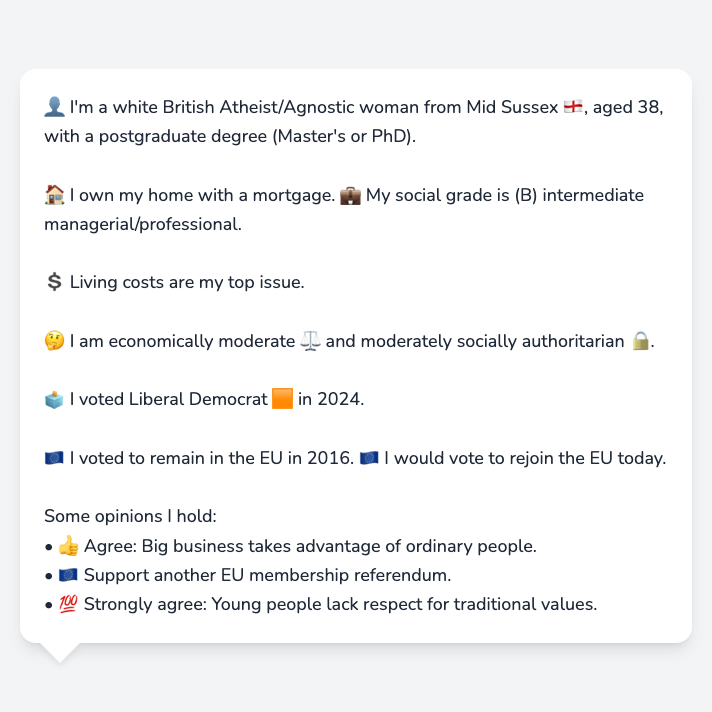 👤 I'm a white British Atheist/Agnostic woman from Mid Sussex 🏴󠁧󠁢󠁥󠁮󠁧󠁿, aged 38,
with a postgraduate degree (Master's or PhD).
🏠 I own my home with a mortgage. 💼 My social grade is (B) intermediate
managerial/professional.
💲 Living costs are my top issue.
🤔 I am economically moderate ⚖️ and moderately socially authoritarian 🔒.
🗳️ I voted Liberal Democrat 🟧 in 2024.
🇪🇺 I voted to remain in the EU in 2016. 🇪🇺 I would vote to rejoin the EU today.
Some opinions I hold:
• 👍 Agree: Big business takes advantage of ordinary people.
• 🇪🇺 Support another EU membership referendum.
• 💯 Strongly agree: Young people lack respect for traditional values.